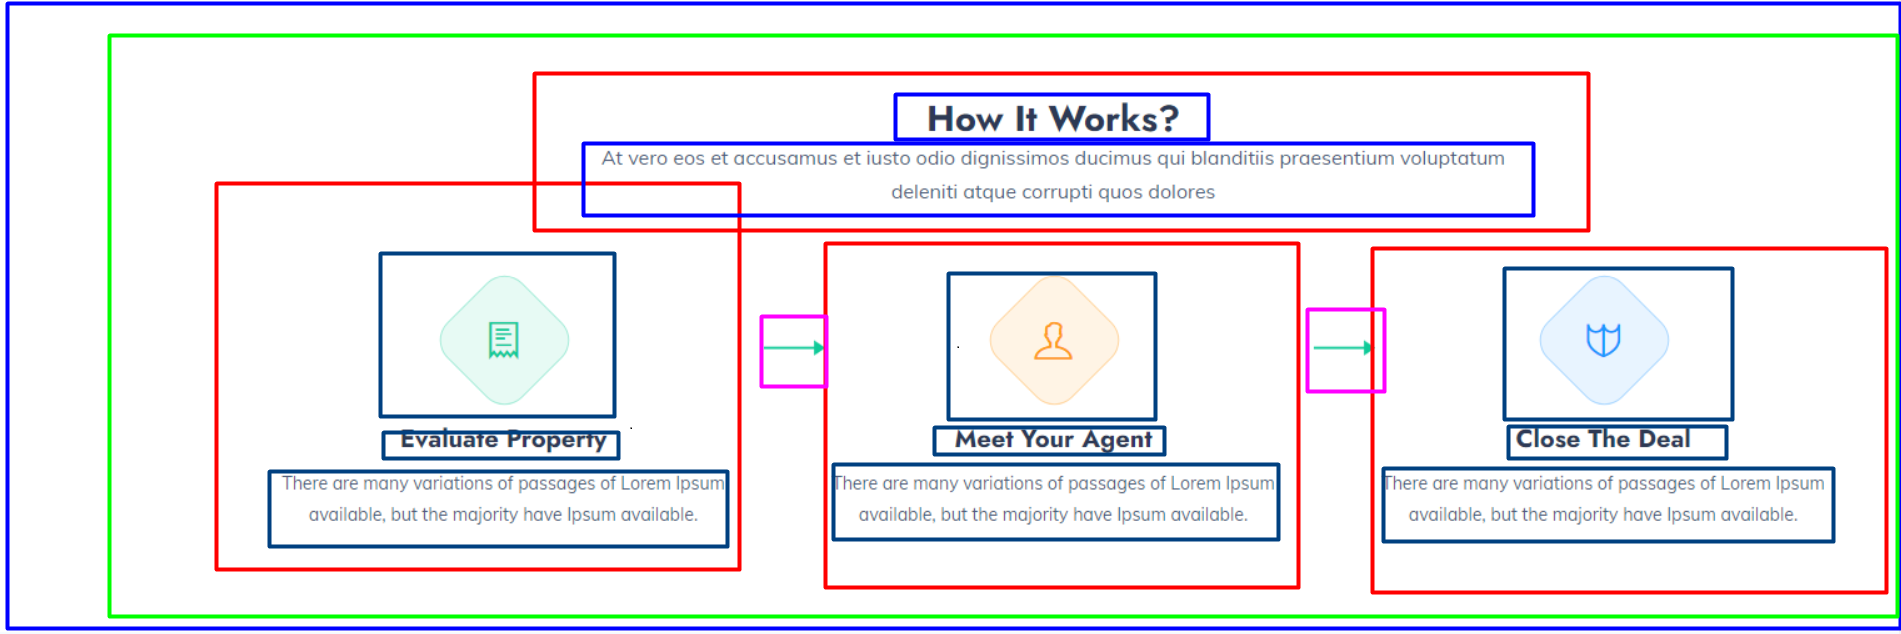 How It Works?
At vero eos et accusamus et iusto odio dignissimos ducimus qui blanditiis praesentium voluptatum
deleniti atque corrupti quos dolores
Evaluate Property
There are many variations of passages of Lorem Ipsum
available, but the majority have Ipsum available.
Meet Your Agent
There are many variations of passages of Lorem Ipsum
available, but the majority have Ipsum available.
Close The Deal
There are many variations of passages of Lorem Ipsum
available, but the majority have Ipsum available.